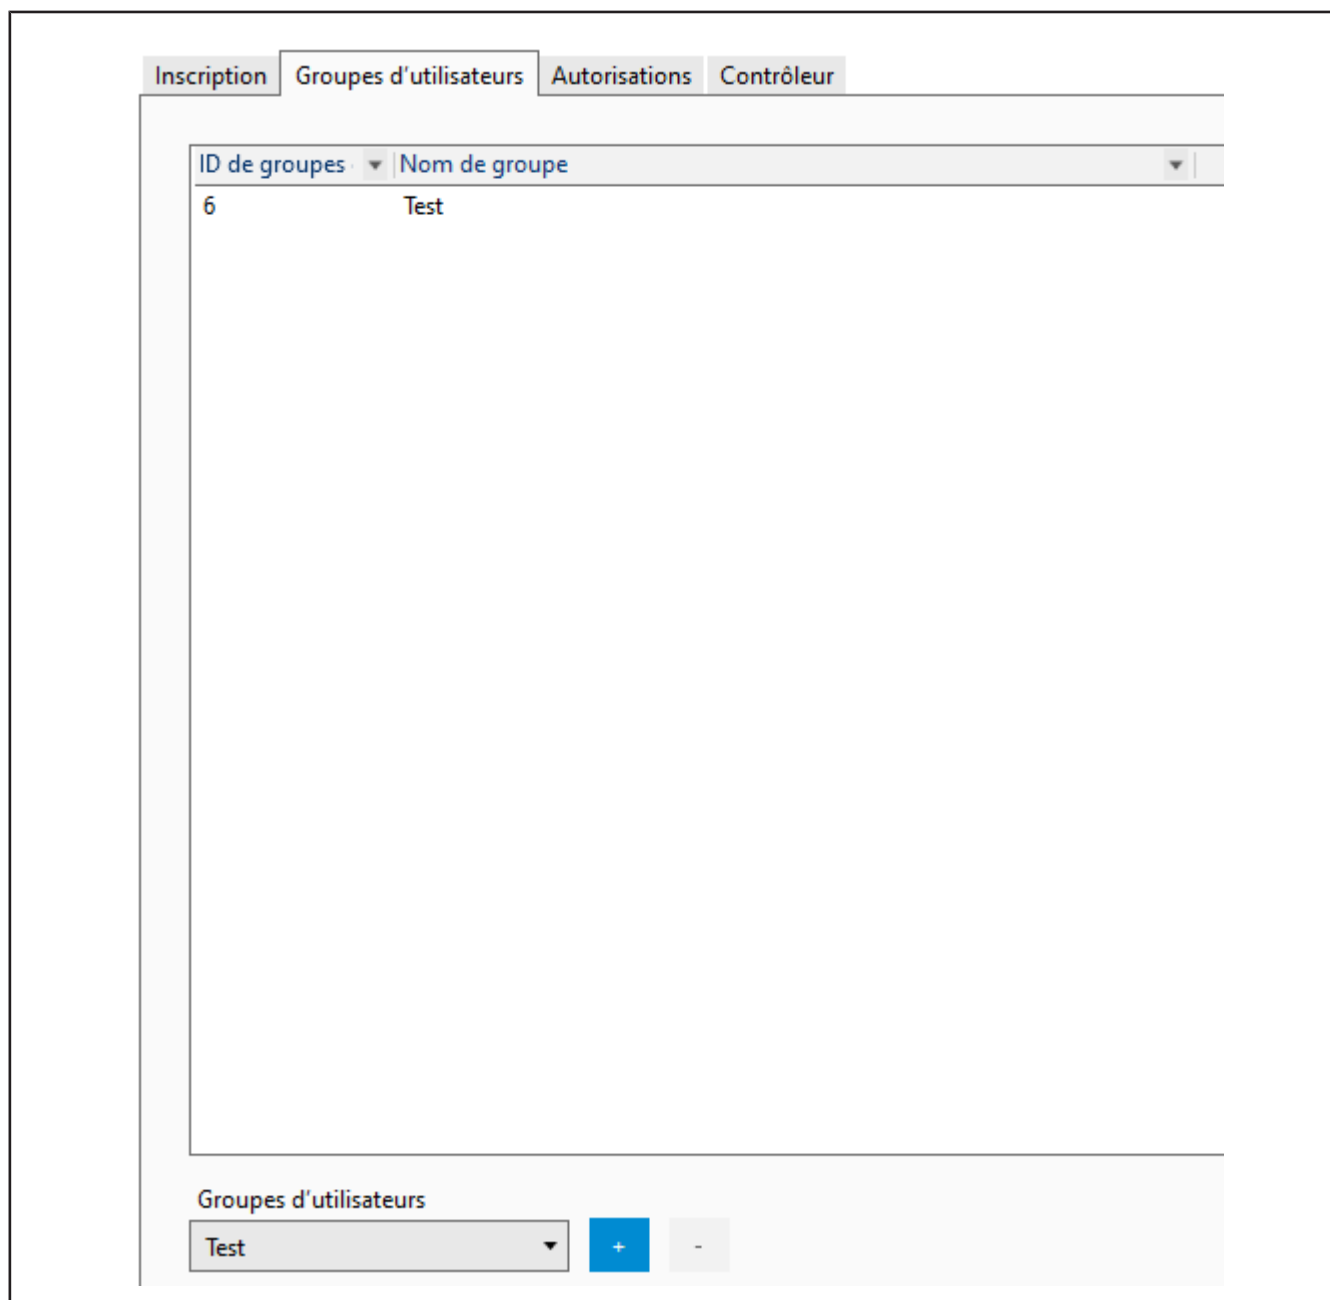 Inscription Groupes d'utilisateurs Autorisations Contrôleur
ID de groupes Nom de groupe
6 Test
Groupes d'utilisateurs
Test + -